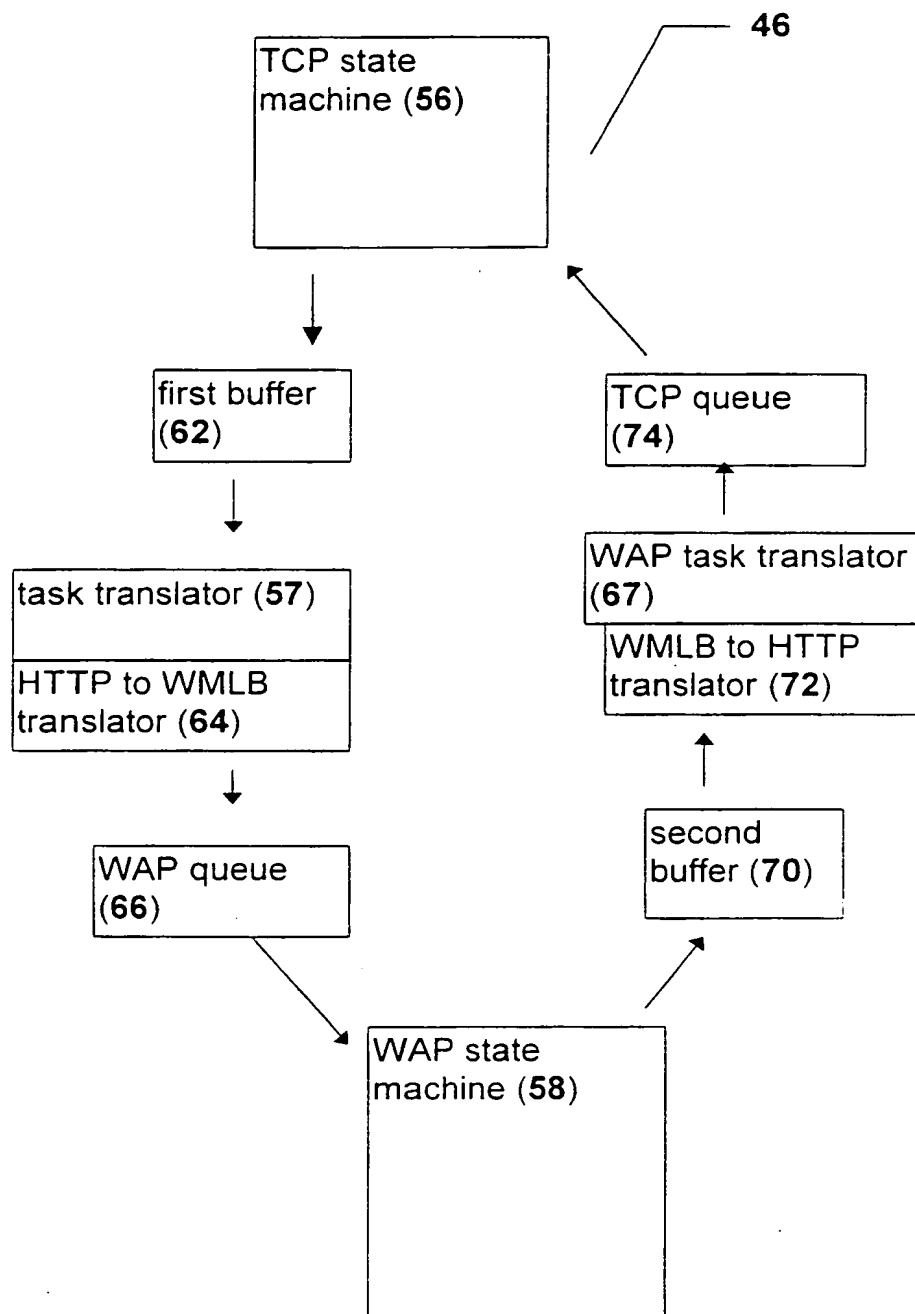 46
TCP state
machine (56)
first buffer
(62)
TCP queue
(74)
task translator (57)
HTTP to WMLB
translator (64)
WAP task translator
(67)
WMLB to HTTP
translator (72)
WAP queue
(66)
second
buffer (70)
WAP state
machine (58)